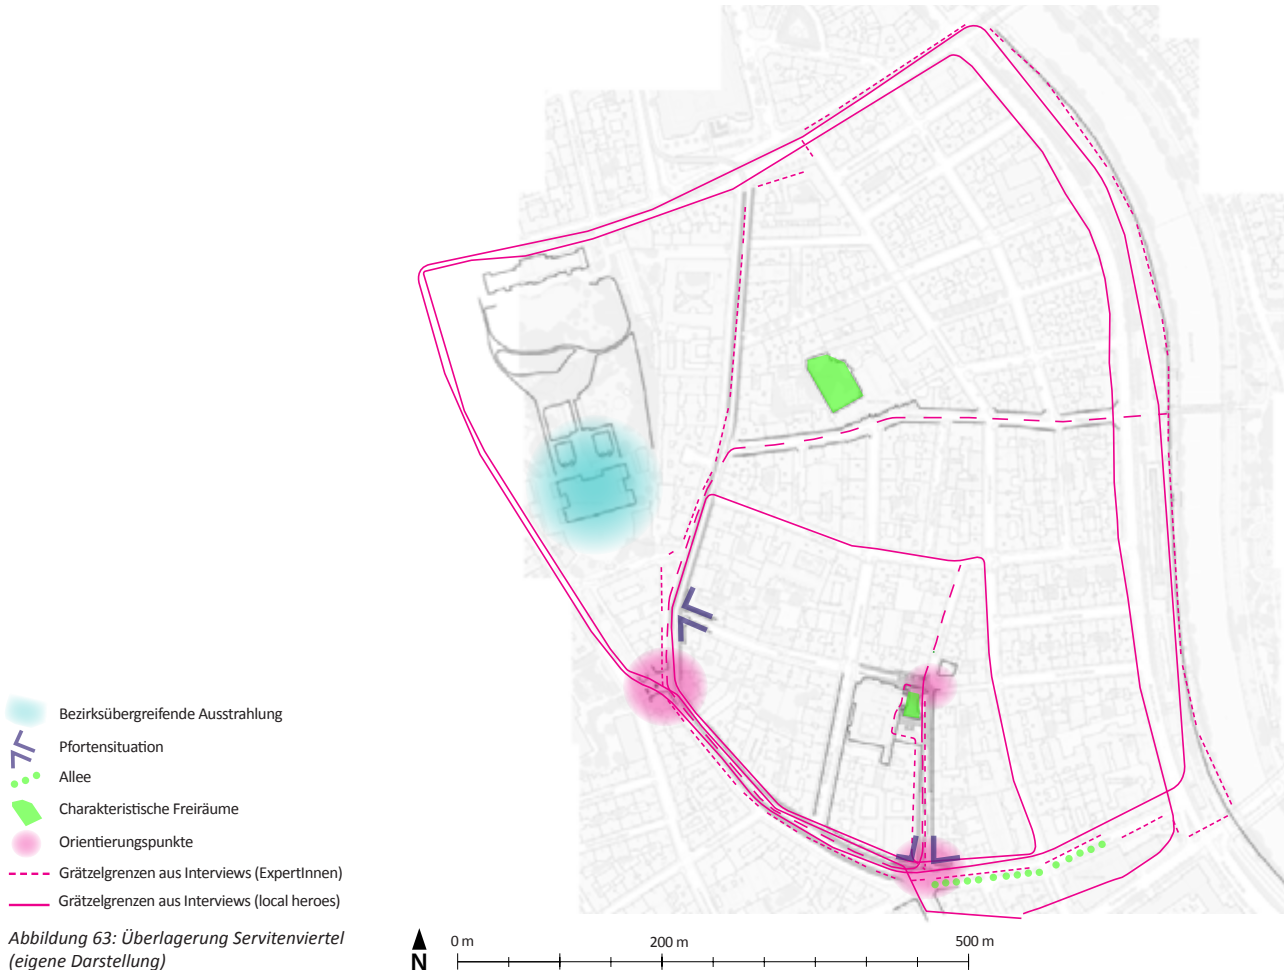 Bezirksübergreifende Ausstrahlung
Pfortensituation
Allee
Charakteristische Freiräume
Orientierungspunkte
Grätzelgrenzen aus Interviews (ExpertInnen)
Grätzelgrenzen aus Interviews (local heroes)
Abbildung 63: Überlagerung Servitenviertel
(eigene Darstellung)
N
0 m 200 m 500 m